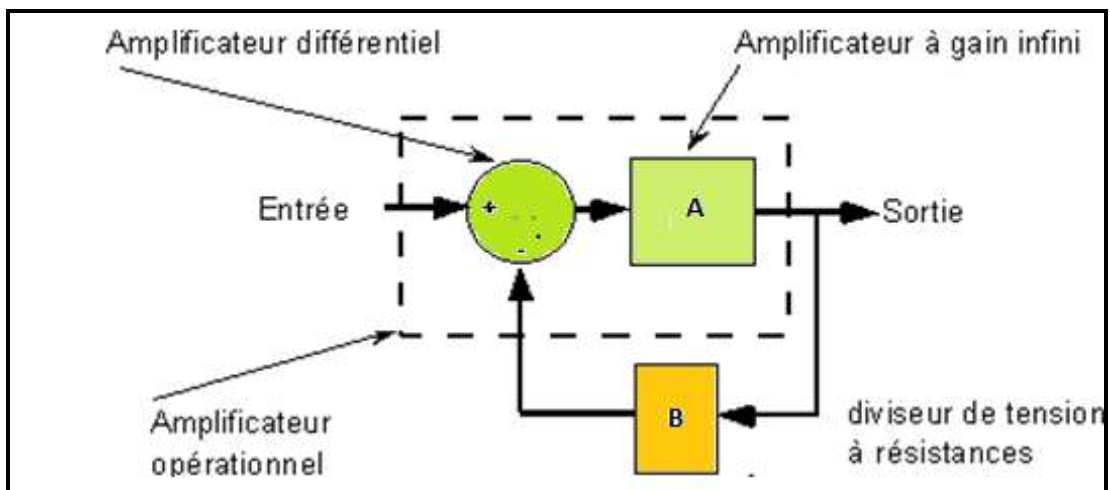 Amplificateur différentiel
Amplificateur à gain infini
Entrée
+
-
A
Sortie
B
Amplificateur
opérationnel
diviseur de tension
à résistances